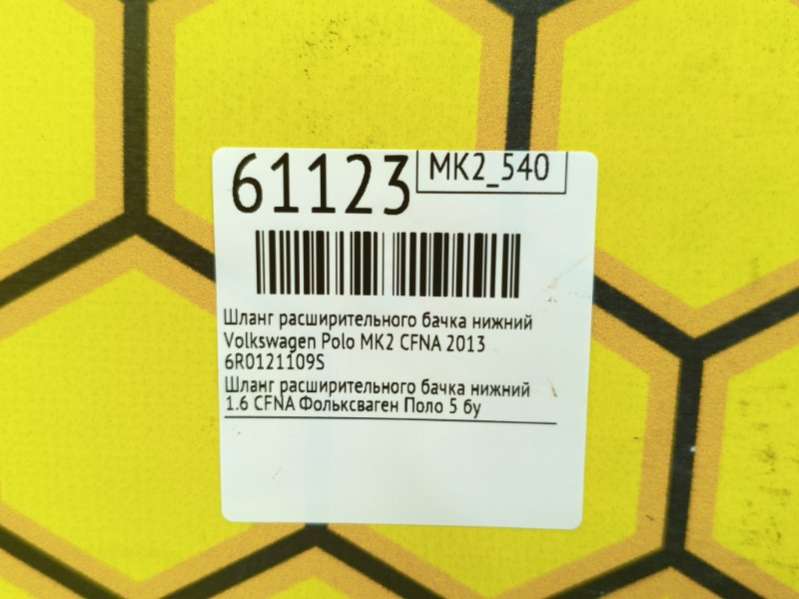 61123
MK2_540
Шланг расширительного бачка нижний
Volkswagen Polo MK2 CFNA 2013
6R0121109S
Шланг расширительного бачка нижний
1.6 CFNA Фольксваген Поло 5 бу